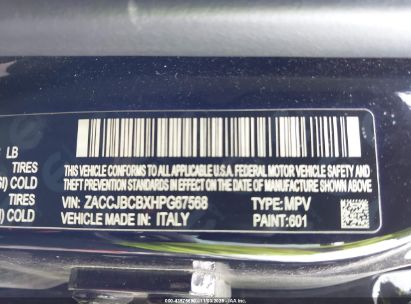 LB
TIRES
SI) COLD
TIRES
SI) COLD
THIS VEHICLE CONFORMS TO ALL APPLICABLE U.S.A. FEDERAL MOTOR VEHICLE SAFETY AND
THEFT PREVENTION STANDARDS IN EFFECT ON THE DATE OF MANUFACTURE SHOWN ABOVE
VIN: ZACCJBCBXHPG67568 TYPE: MPV
VEHICLE MADE IN: ITALY PAINT: 601